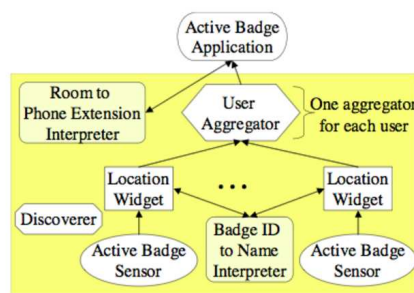 Active Badge
Application
Room to
Phone Extension
Interpreter
User
Aggregator
One aggregator
for each user
Location
Widget
...
Location
Widget
Discoverer
Badge ID
to Name
Interpreter
Active Badge
Sensor
Active Badge
Sensor